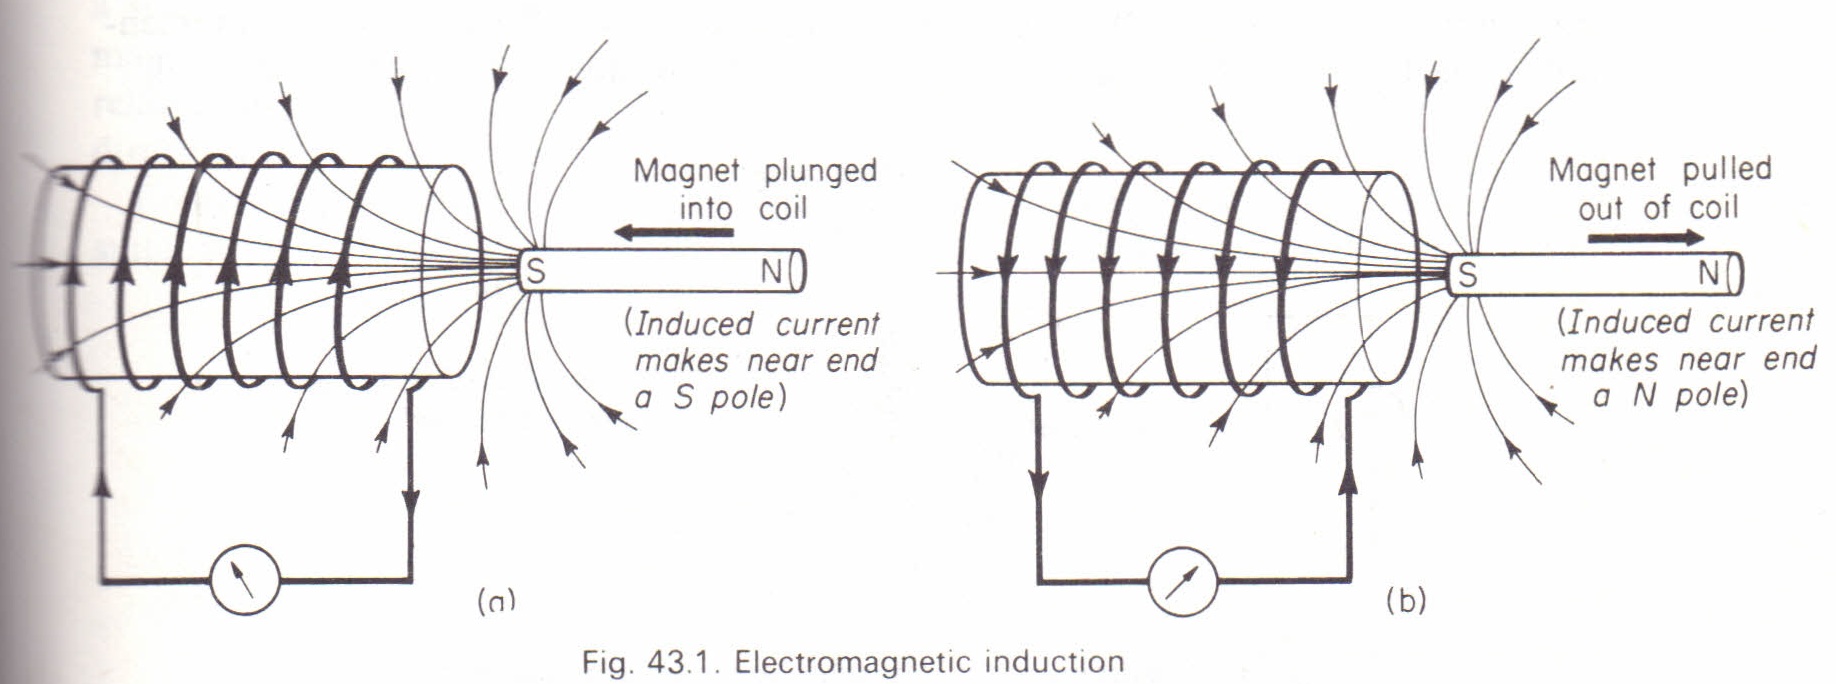 Magnet plunged
into coil
S
N
(Induced current
makes near end
a S pole)
(a)
Magnet pulled
out of coil
S
N
(Induced current
makes near end
a N pole)
(b)
Fig. 43.1. Electromagnetic induction